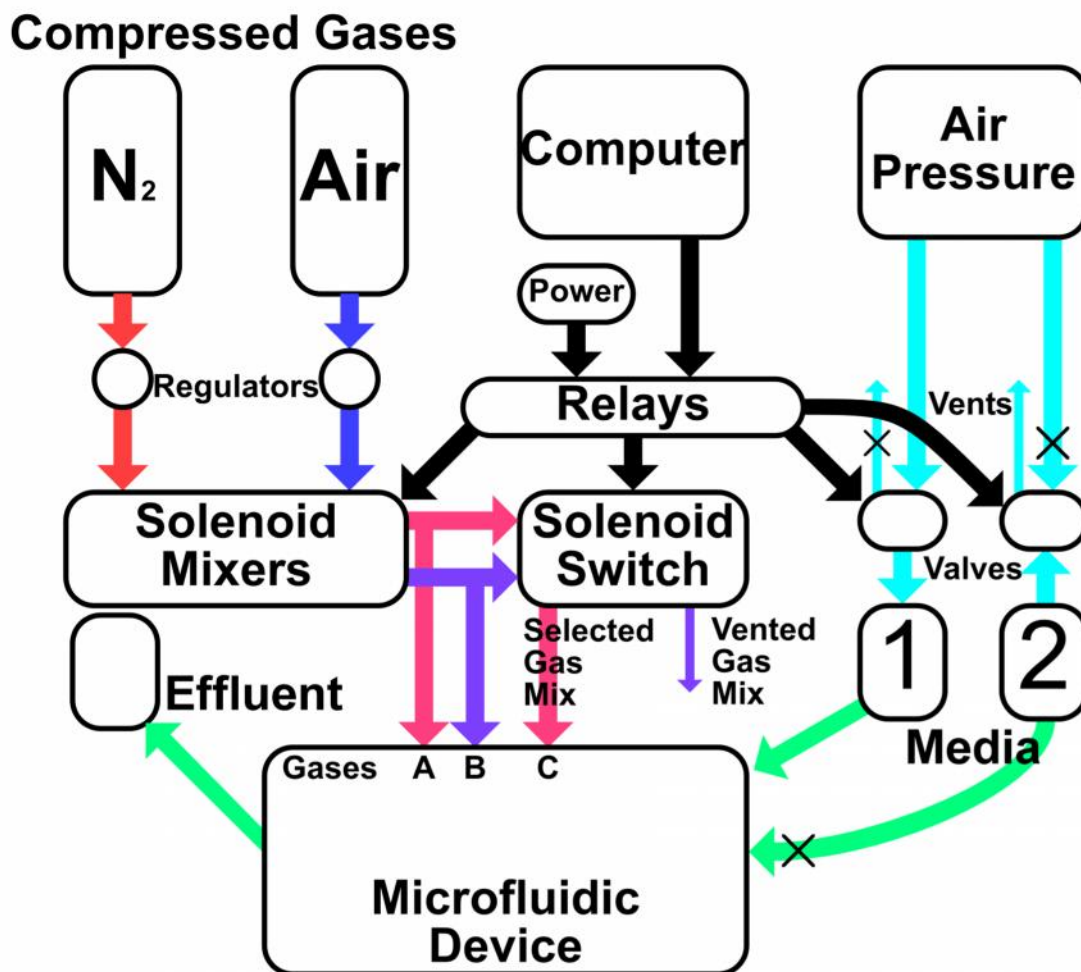 Compressed Gases
N₂
Air
Computer
Air
Pressure
Power
Regulators
Relays
Vents
Solenoid
Mixers
Solenoid
Switch
Valves
Selected
Gas
Mix
Vented
Gas
Mix
1
2
Effluent
Media
Gases A B C
Microfluidic
Device